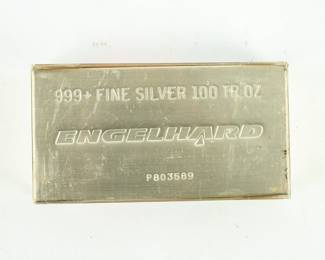 999+ FINE SILVER 100 TR.OZ
ENGELHARD
P803589